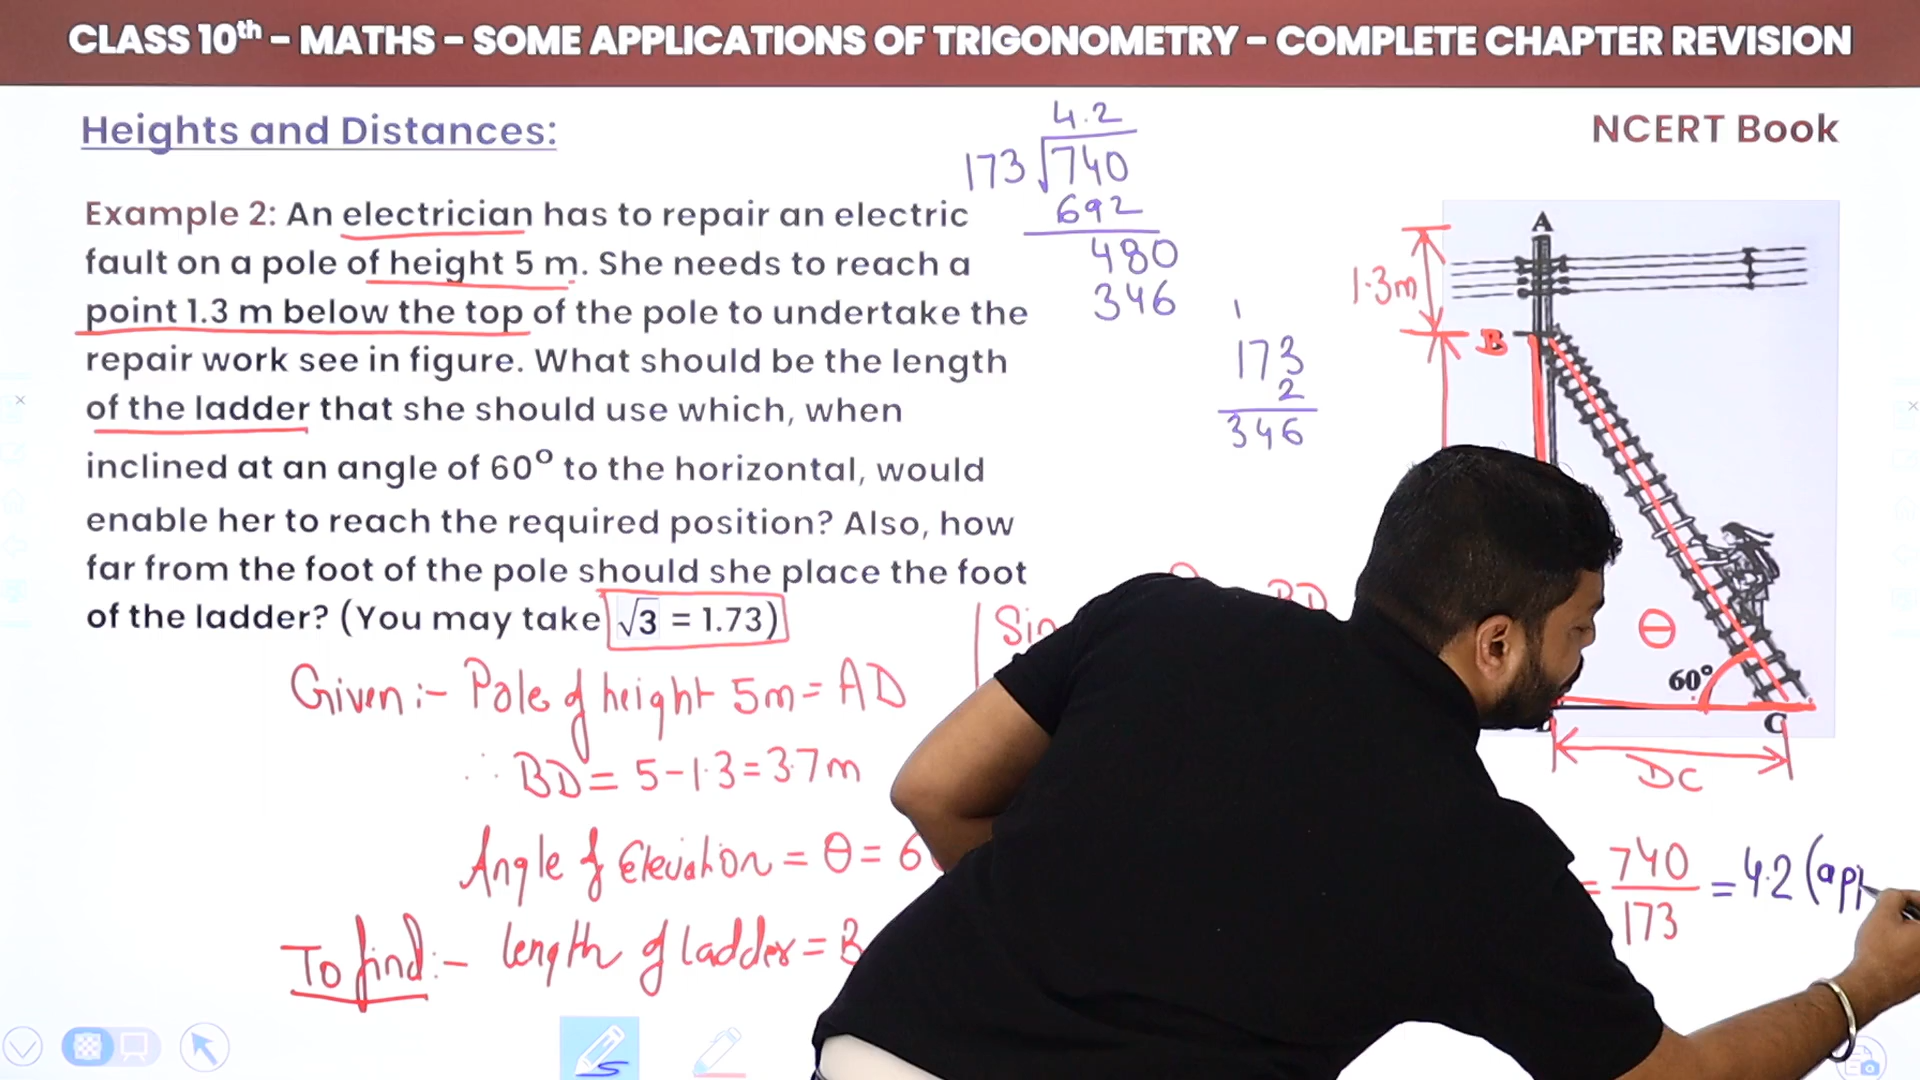 CLASS 10th - MATHS - SOME APPLICATIONS OF TRIGONOMETRY - COMPLETE CHAPTER REVISION
Heights and Distances:
NCERT Book
Example 2: An electrician has to repair an electric
fault on a pole of height 5 m. She needs to reach a
point 1.3 m below the top of the pole to undertake the
repair work see in figure. What should be the length
of the ladder that she should use which, when
inclined at an angle of 60° to the horizontal, would
enable her to reach the required position? Also, how
far from the foot of the pole should she place the foot
of the ladder? (You may take √3 = 1.73)
4.2
173 √740
692
480
346
1
173
2
346
A
1.3m
B
θ
60°
C
DC
Given:- Pole of height 5m = AD
∴ BD = 5-1.3 = 3.7m
Angle of Elevation = θ = 6
To find:- length of ladder = B
Sin
BD
= 740/173 = 4.2 (app